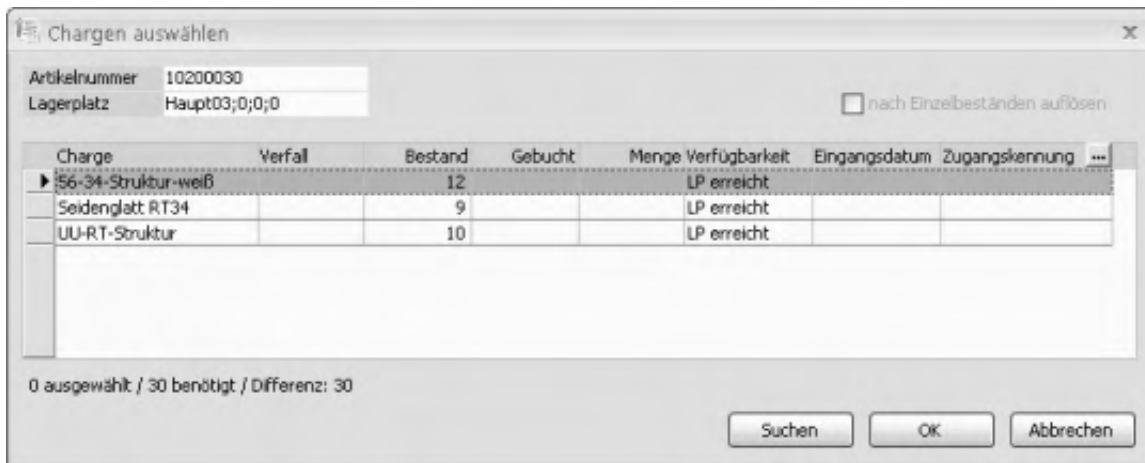 Chargen auswählen
Artikelnummer 10200030
Lagerplatz Haupt03;0;0;0
nach Einzelbeständen auflösen
Charge Verfall Bestand Gebucht Menge Verfügbarkeit Eingangsdatum Zugangskennung ...
56-34-Struktur-weiß 12 LP erreicht
Seidenglatt RT34 9 LP erreicht
UU-RT-Struktur 10 LP erreicht
0 ausgewählt / 30 benötigt / Differenz: 30
Suchen OK Abbrechen